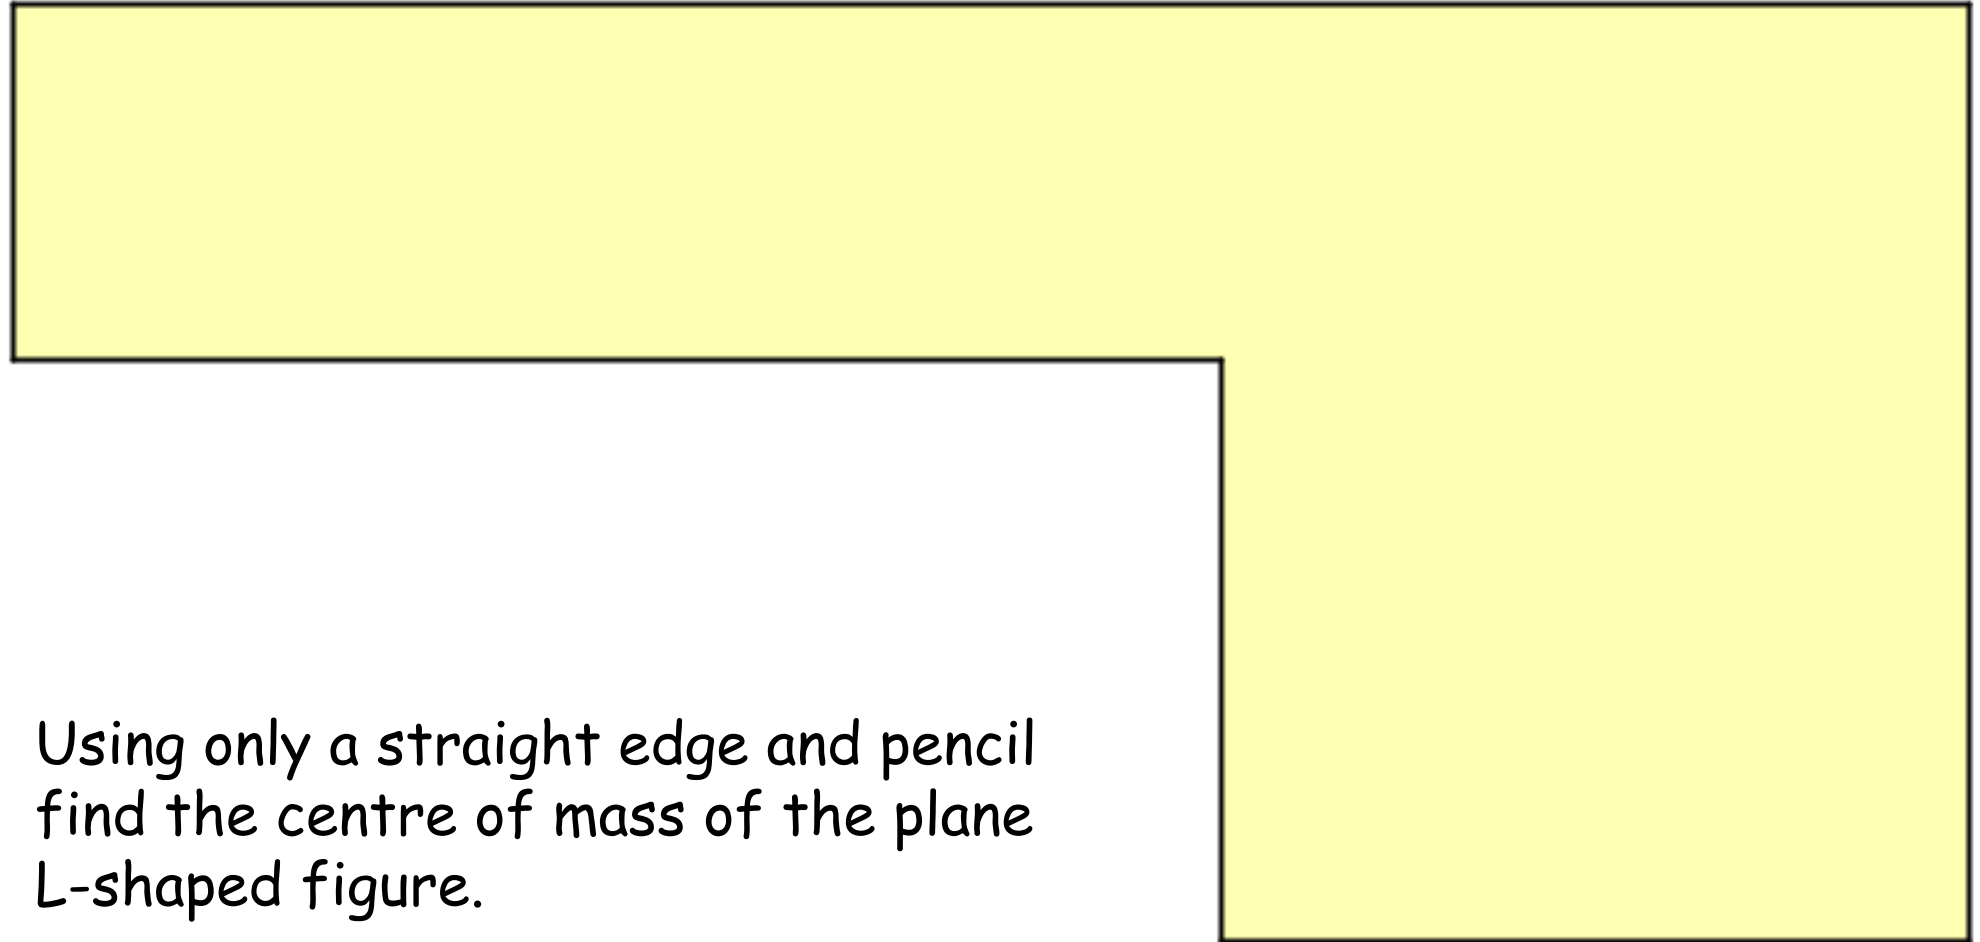 Using only a straight edge and pencil
find the centre of mass of the plane
L-shaped figure.